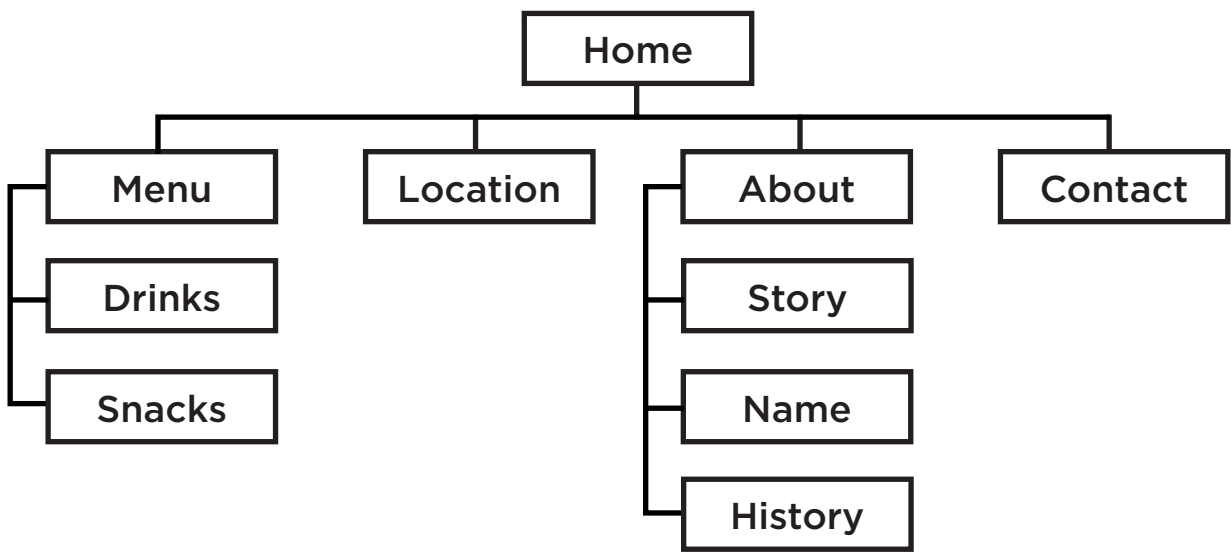 Home
Menu
Location
About
Contact
Drinks
Story
Snacks
Name
History